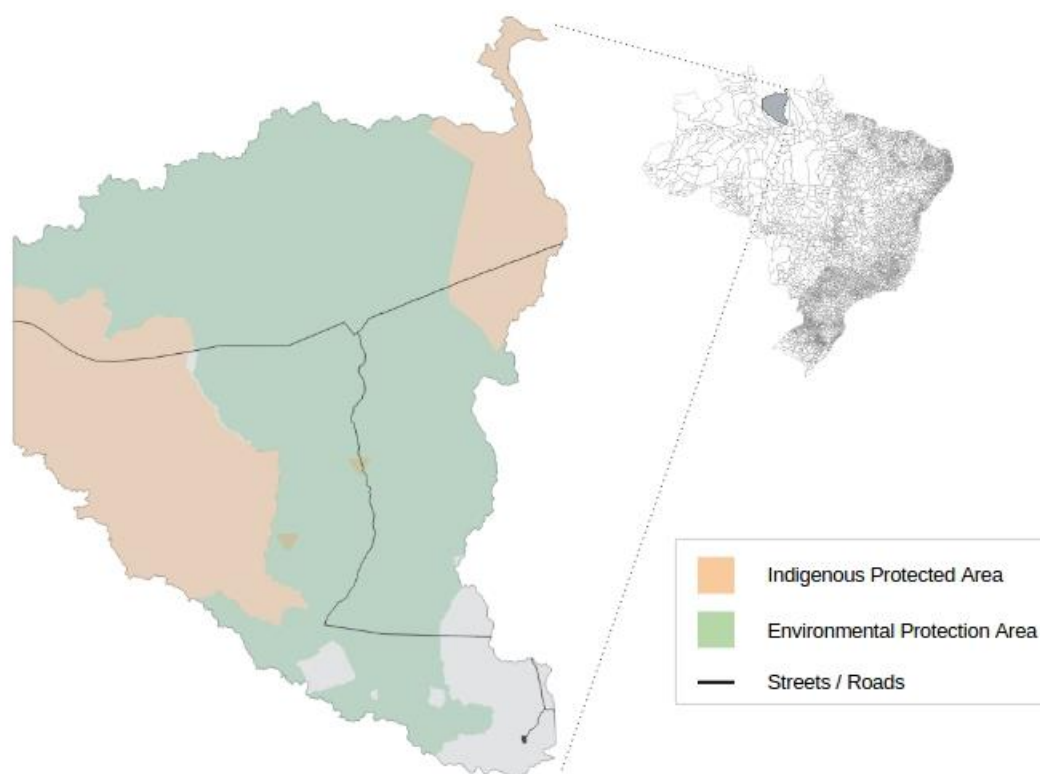 Indigenous Protected Area
Environmental Protection Area
Streets / Roads